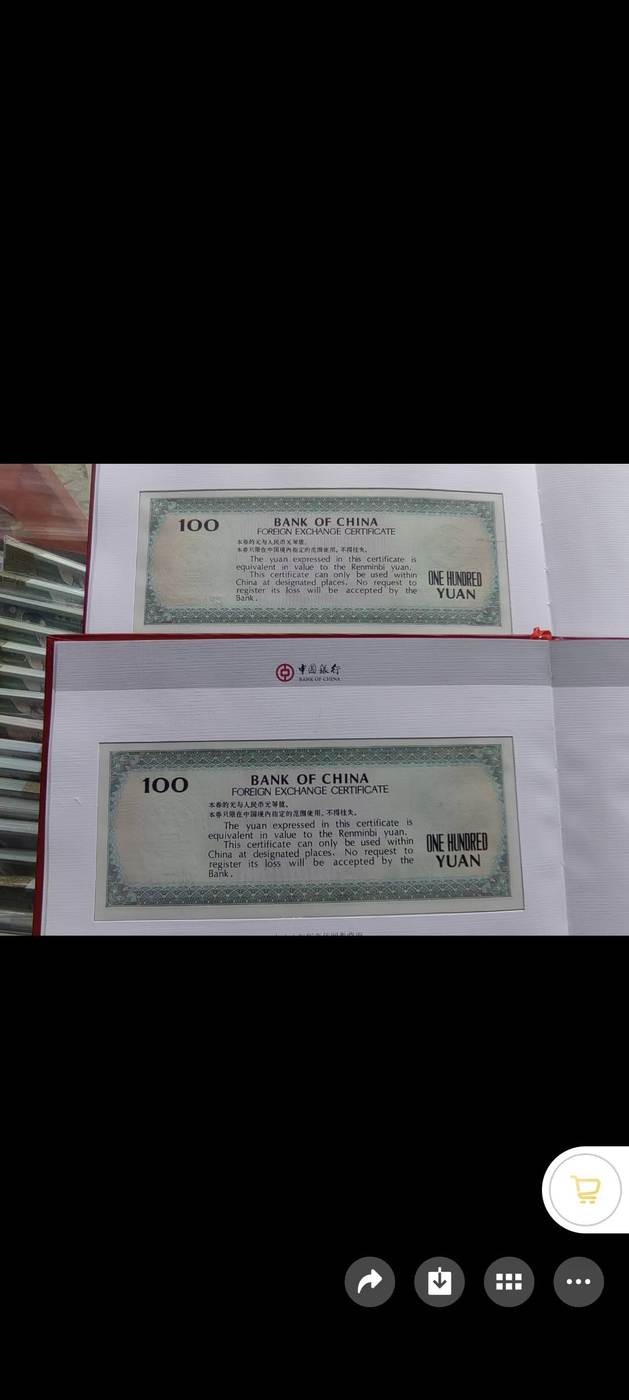 100
BANK OF CHINA
FOREIGN EXCHANGE CERTIFICATE
本券的元与人民币元等值。
本券只限在中国境内指定的范围使用，不得挂失。
The yuan expressed in this certificate is
equivalent in value to the Renminbi yuan.
This certificate can only be used within
China at designated places. No request to
register its loss will be accepted by the
Bank.
ONE HUNDRED
YUAN
中国银行
BANK OF CHINA
100
BANK OF CHINA
FOREIGN EXCHANGE CERTIFICATE
本券的元与人民币元等值。
本券只限在中国境内指定的范围使用，不得挂失。
The yuan expressed in this certificate is
equivalent in value to the Renminbi yuan.
This certificate can only be used within
China at designated places. No request to
register its loss will be accepted by the
Bank.
ONE HUNDRED
YUAN